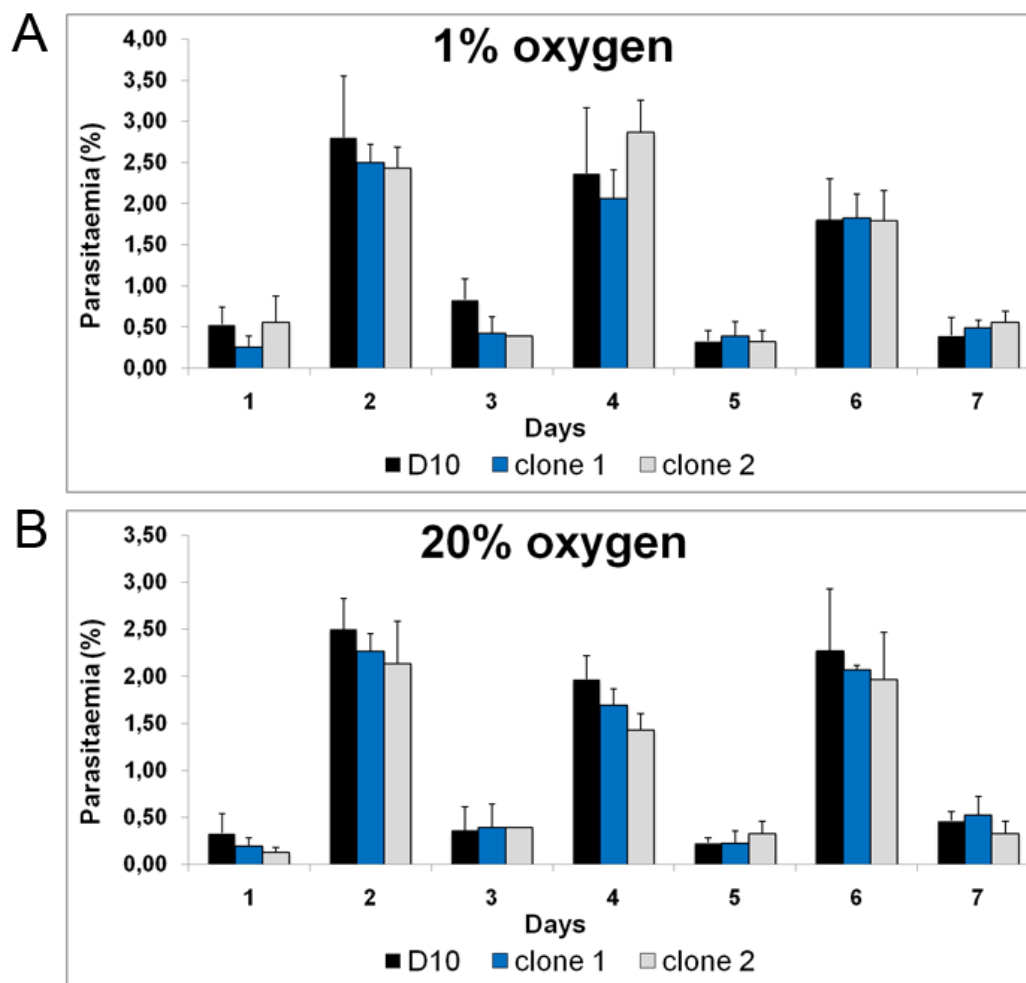 A
1% oxygen
Parasitaemia (%)
4,00
3,50
3,00
2,50
2,00
1,50
1,00
0,50
0,00
1 2 3 4 5 6 7
Days
D10 clone 1 clone 2
B
20% oxygen
Parasitaemia (%)
3,50
3,00
2,50
2,00
1,50
1,00
0,50
0,00
1 2 3 4 5 6 7
Days
D10 clone 1 clone 2